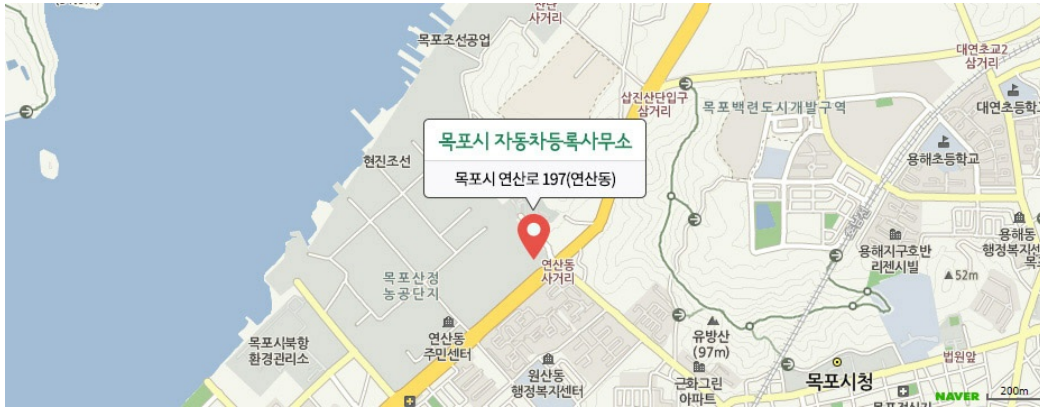 사거리
목포조선공업
대연초교2
삼거리
삽진산단입구
삼거리
목포백련도시개발구역
대연초등학교
목포시 자동차등록사무소
목포시 연산로 197(연산동)
현진조선
용해초등학교
용해동
행정복지센
용해지구호반
리젠시빌
52m
연산동
사거리
목포산정
농공단지
목포시북항
환경관리소
연산동
주민센터
유방산
(97m)
원산동
행정복지센터
근화그린
아파트
목포시청
법원앞
NAVER
200m